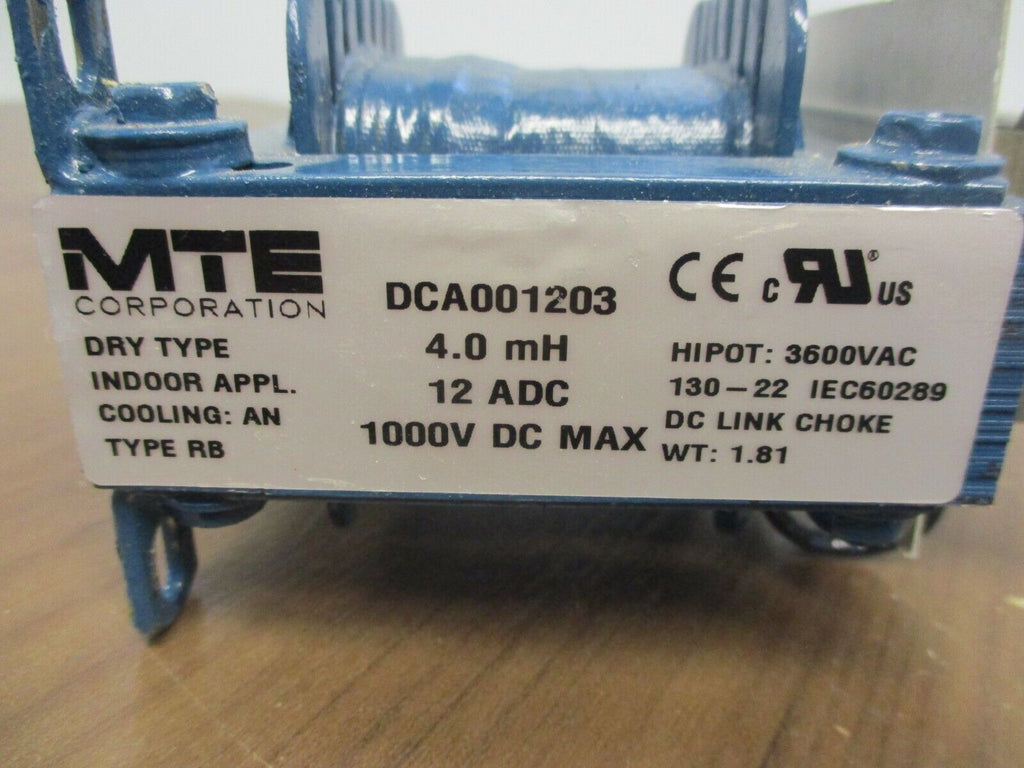 MTE
CORPORATION
DRY TYPE
INDOOR APPL.
COOLING: AN
TYPE RB
DCA001203
4.0 mH
12 ADC
1000V DC MAX
CE c RU® US
HIPOT: 3600VAC
130-22 IEC60289
DC LINK CHOKE
WT: 1.81